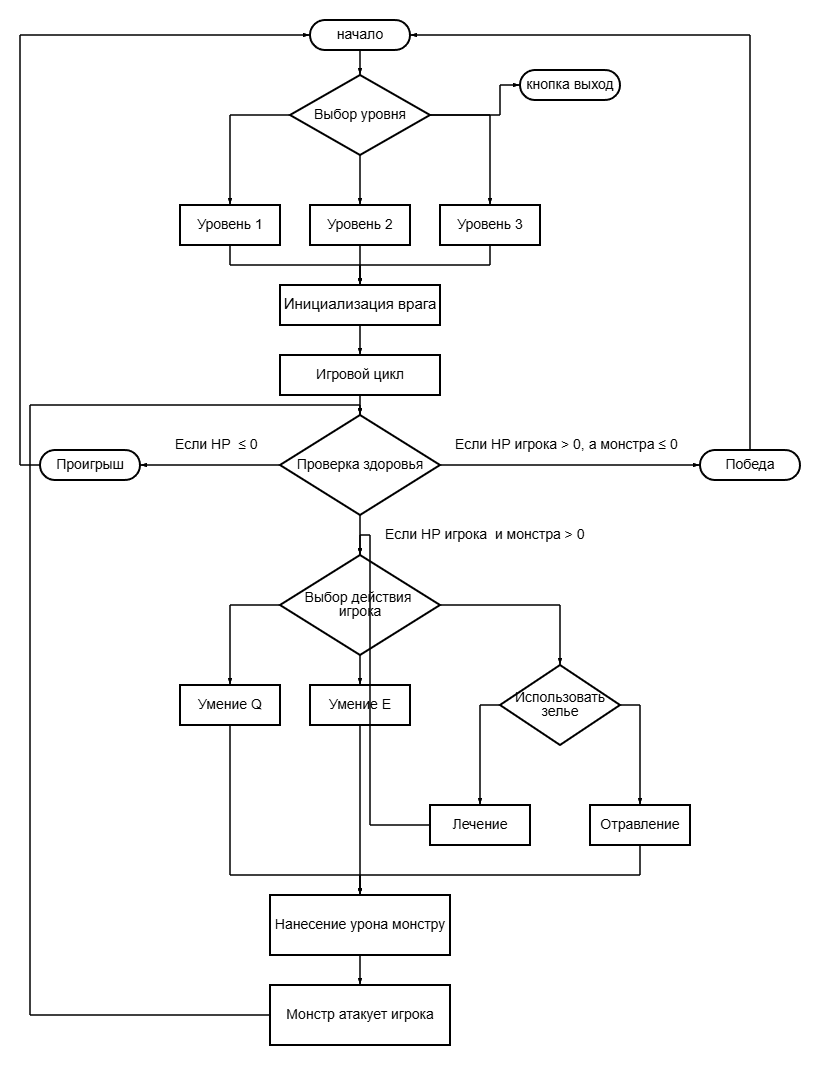 начало
кнопка выход
Выбор уровня
Уровень 1
Уровень 2
Уровень 3
Инициализация врага
Игровой цикл
Если HP ≤ 0
Если HP игрока > 0, а монстра ≤ 0
Проигрыш
Проверка здоровья
Победа
Если HP игрока и монстра > 0
Выбор действия
игрока
Умение Q
Умение E
Использовать
зелье
Лечение
Отравление
Нанесение урона монстру
Монстр атакует игрока